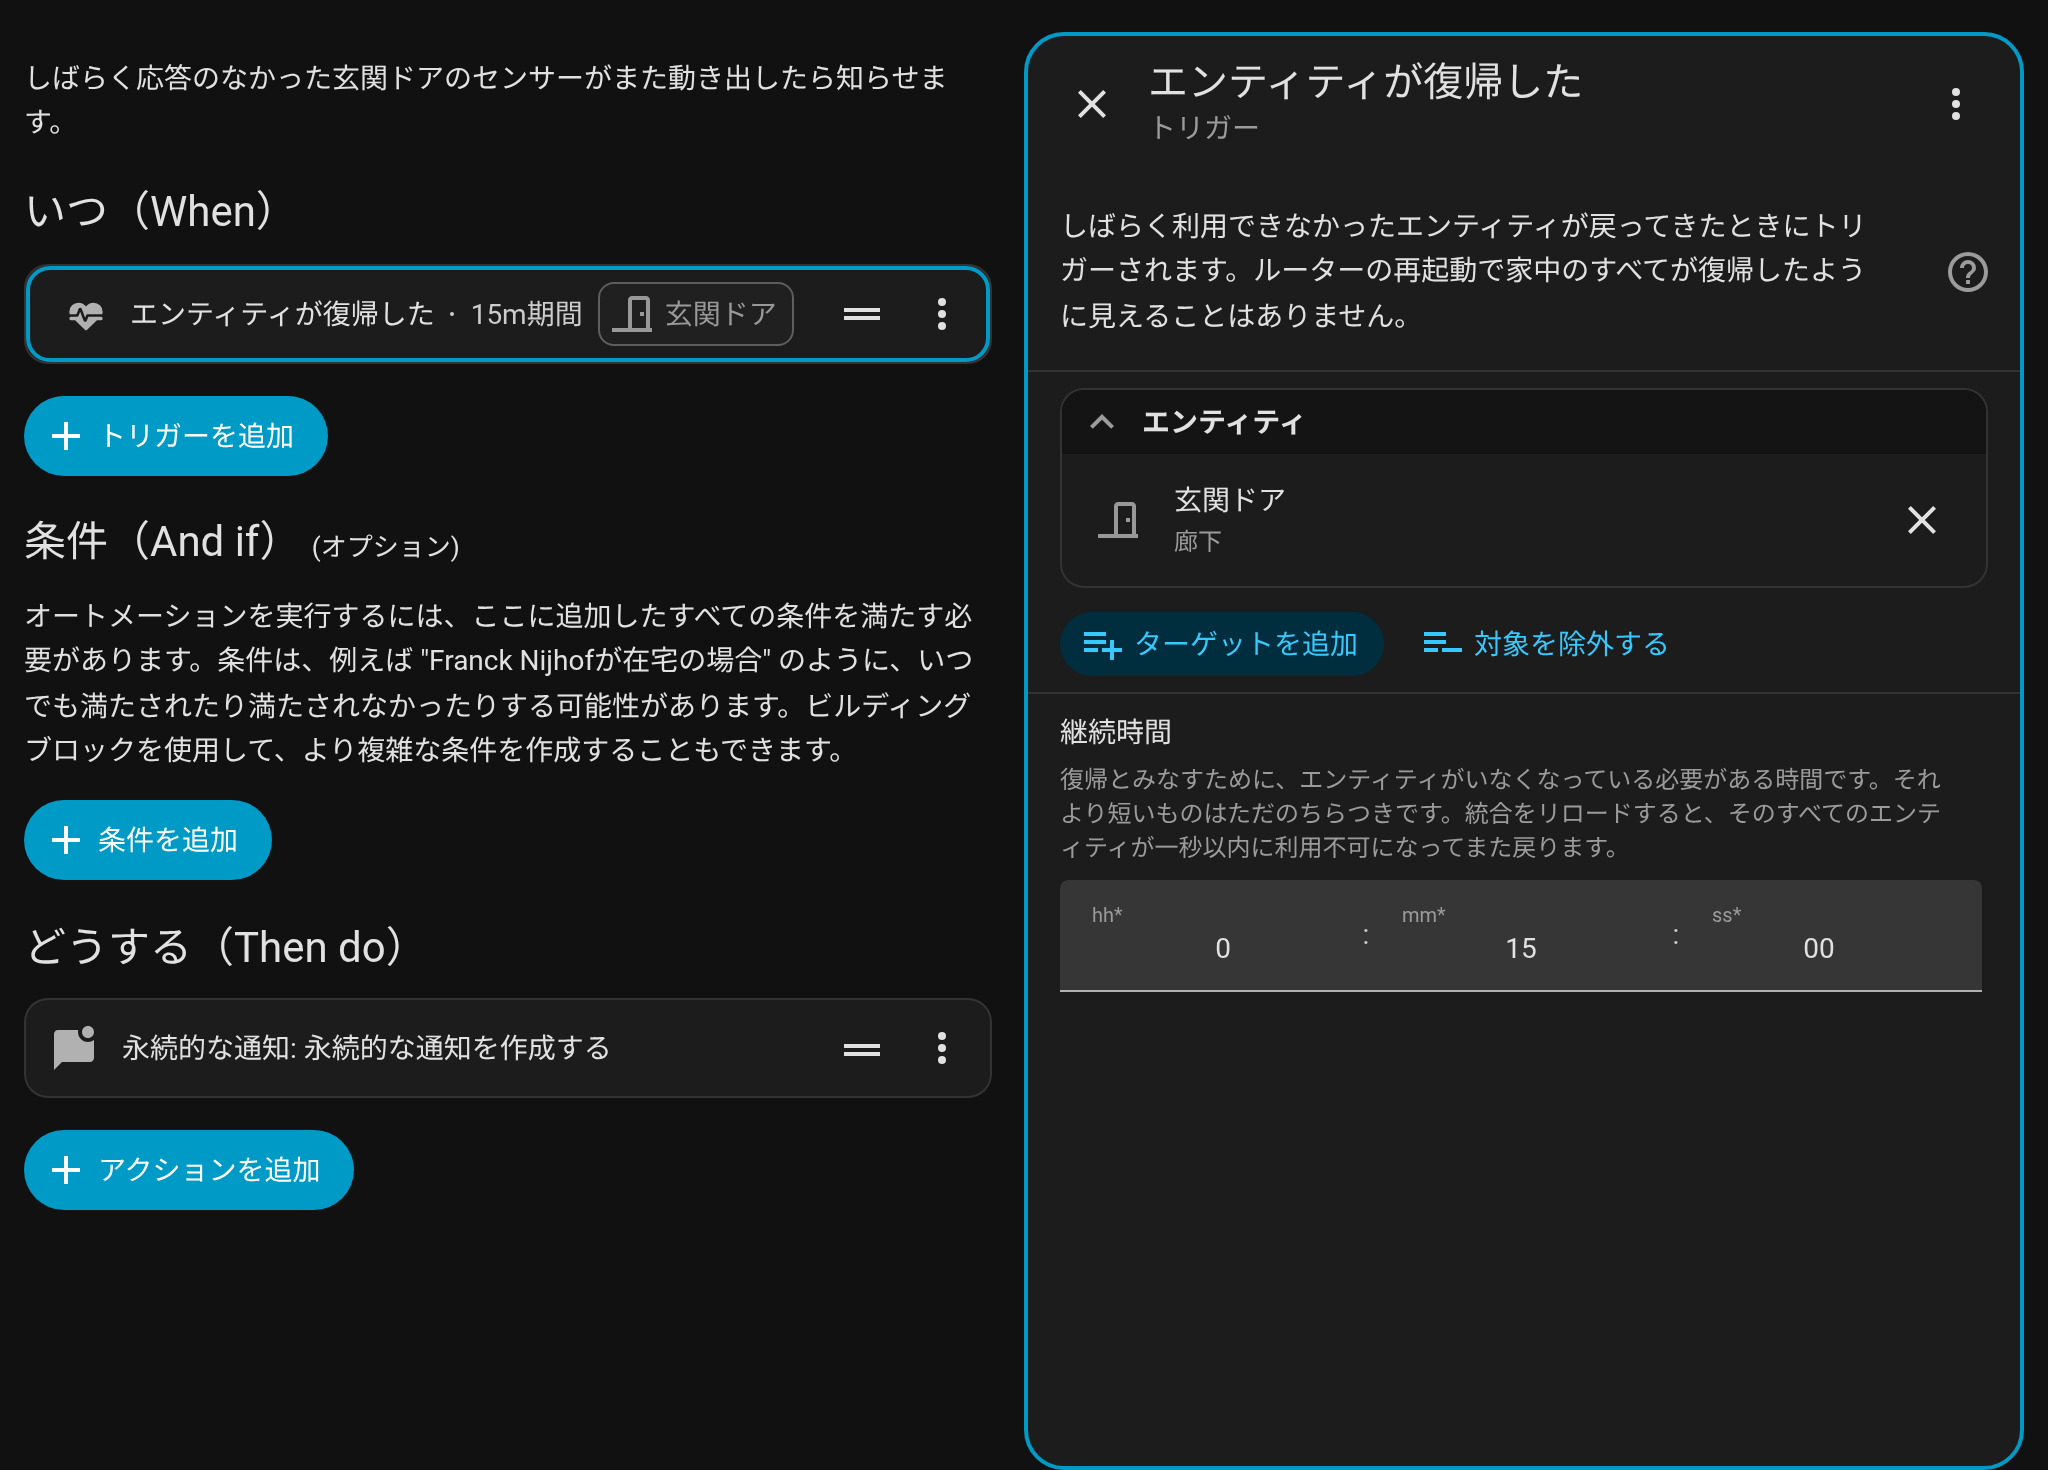 しばらく応答のなかった玄関ドアのセンサーがまた動き出したら知らせま
す。
いつ（When）
エンティティが復帰した · 15m期間
玄関ドア
トリガーを追加
条件（And if） (オプション)
オートメーションを実行するには、ここに追加したすべての条件を満たす必
要があります。条件は、例えば "Franck Nijhofが在宅の場合" のように、いつ
でも満たされたり満たされなかったりする可能性があります。ビルディング
ブロックを使用して、より複雑な条件を作成することもできます。
条件を追加
どうする（Then do）
永続的な通知: 永続的な通知を作成する
アクションを追加
エンティティが復帰した
トリガー
しばらく利用できなかったエンティティが戻ってきたときにトリ
ガーされます。ルーターの再起動で家中のすべてが復帰したよう
に見えることはありません。
エンティティ
玄関ドア
廊下
ターゲットを追加
対象を除外する
継続時間
復帰とみなすために、エンティティがいなくなっている必要がある時間です。それ
より短いものはただのちらつきです。統合をリロードすると、そのすべてのエンテ
ィティが一秒以内に利用不可になってまた戻ります。
hh* : mm* : ss*
0 15 00